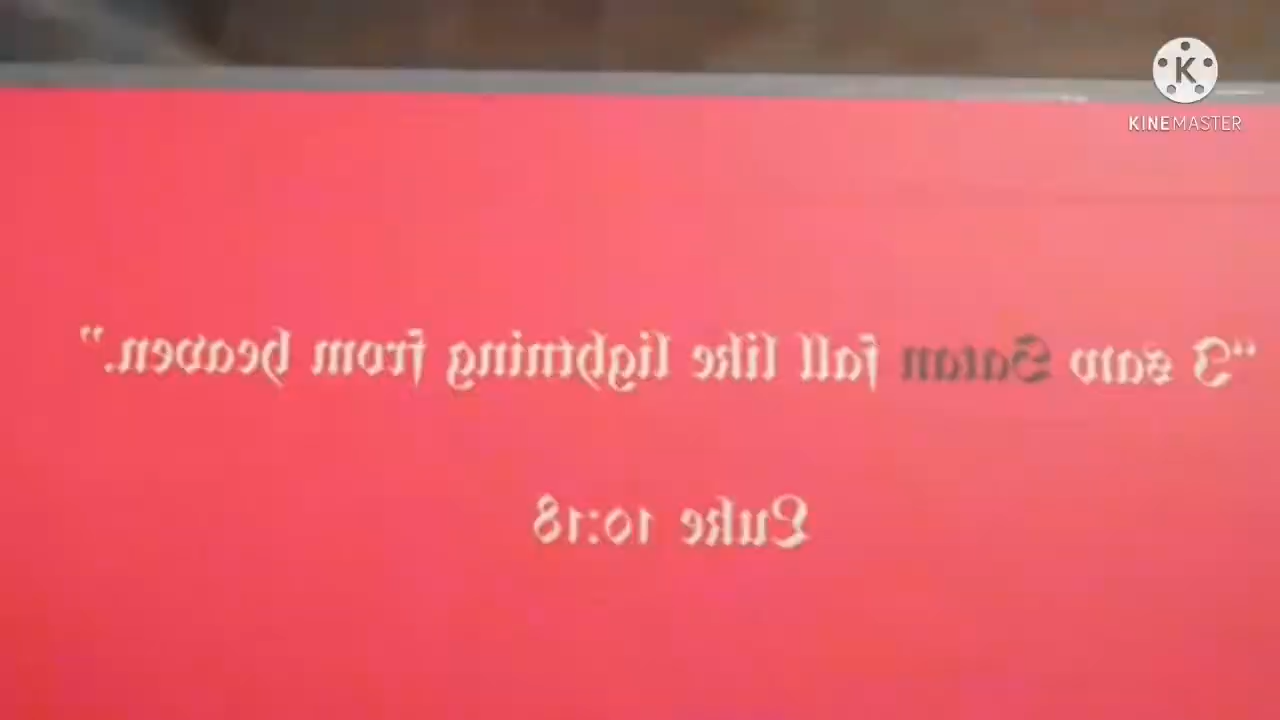 K
KINEMASTER
“I saw Satan fall like lightning from heaven.”
Luke 10:18